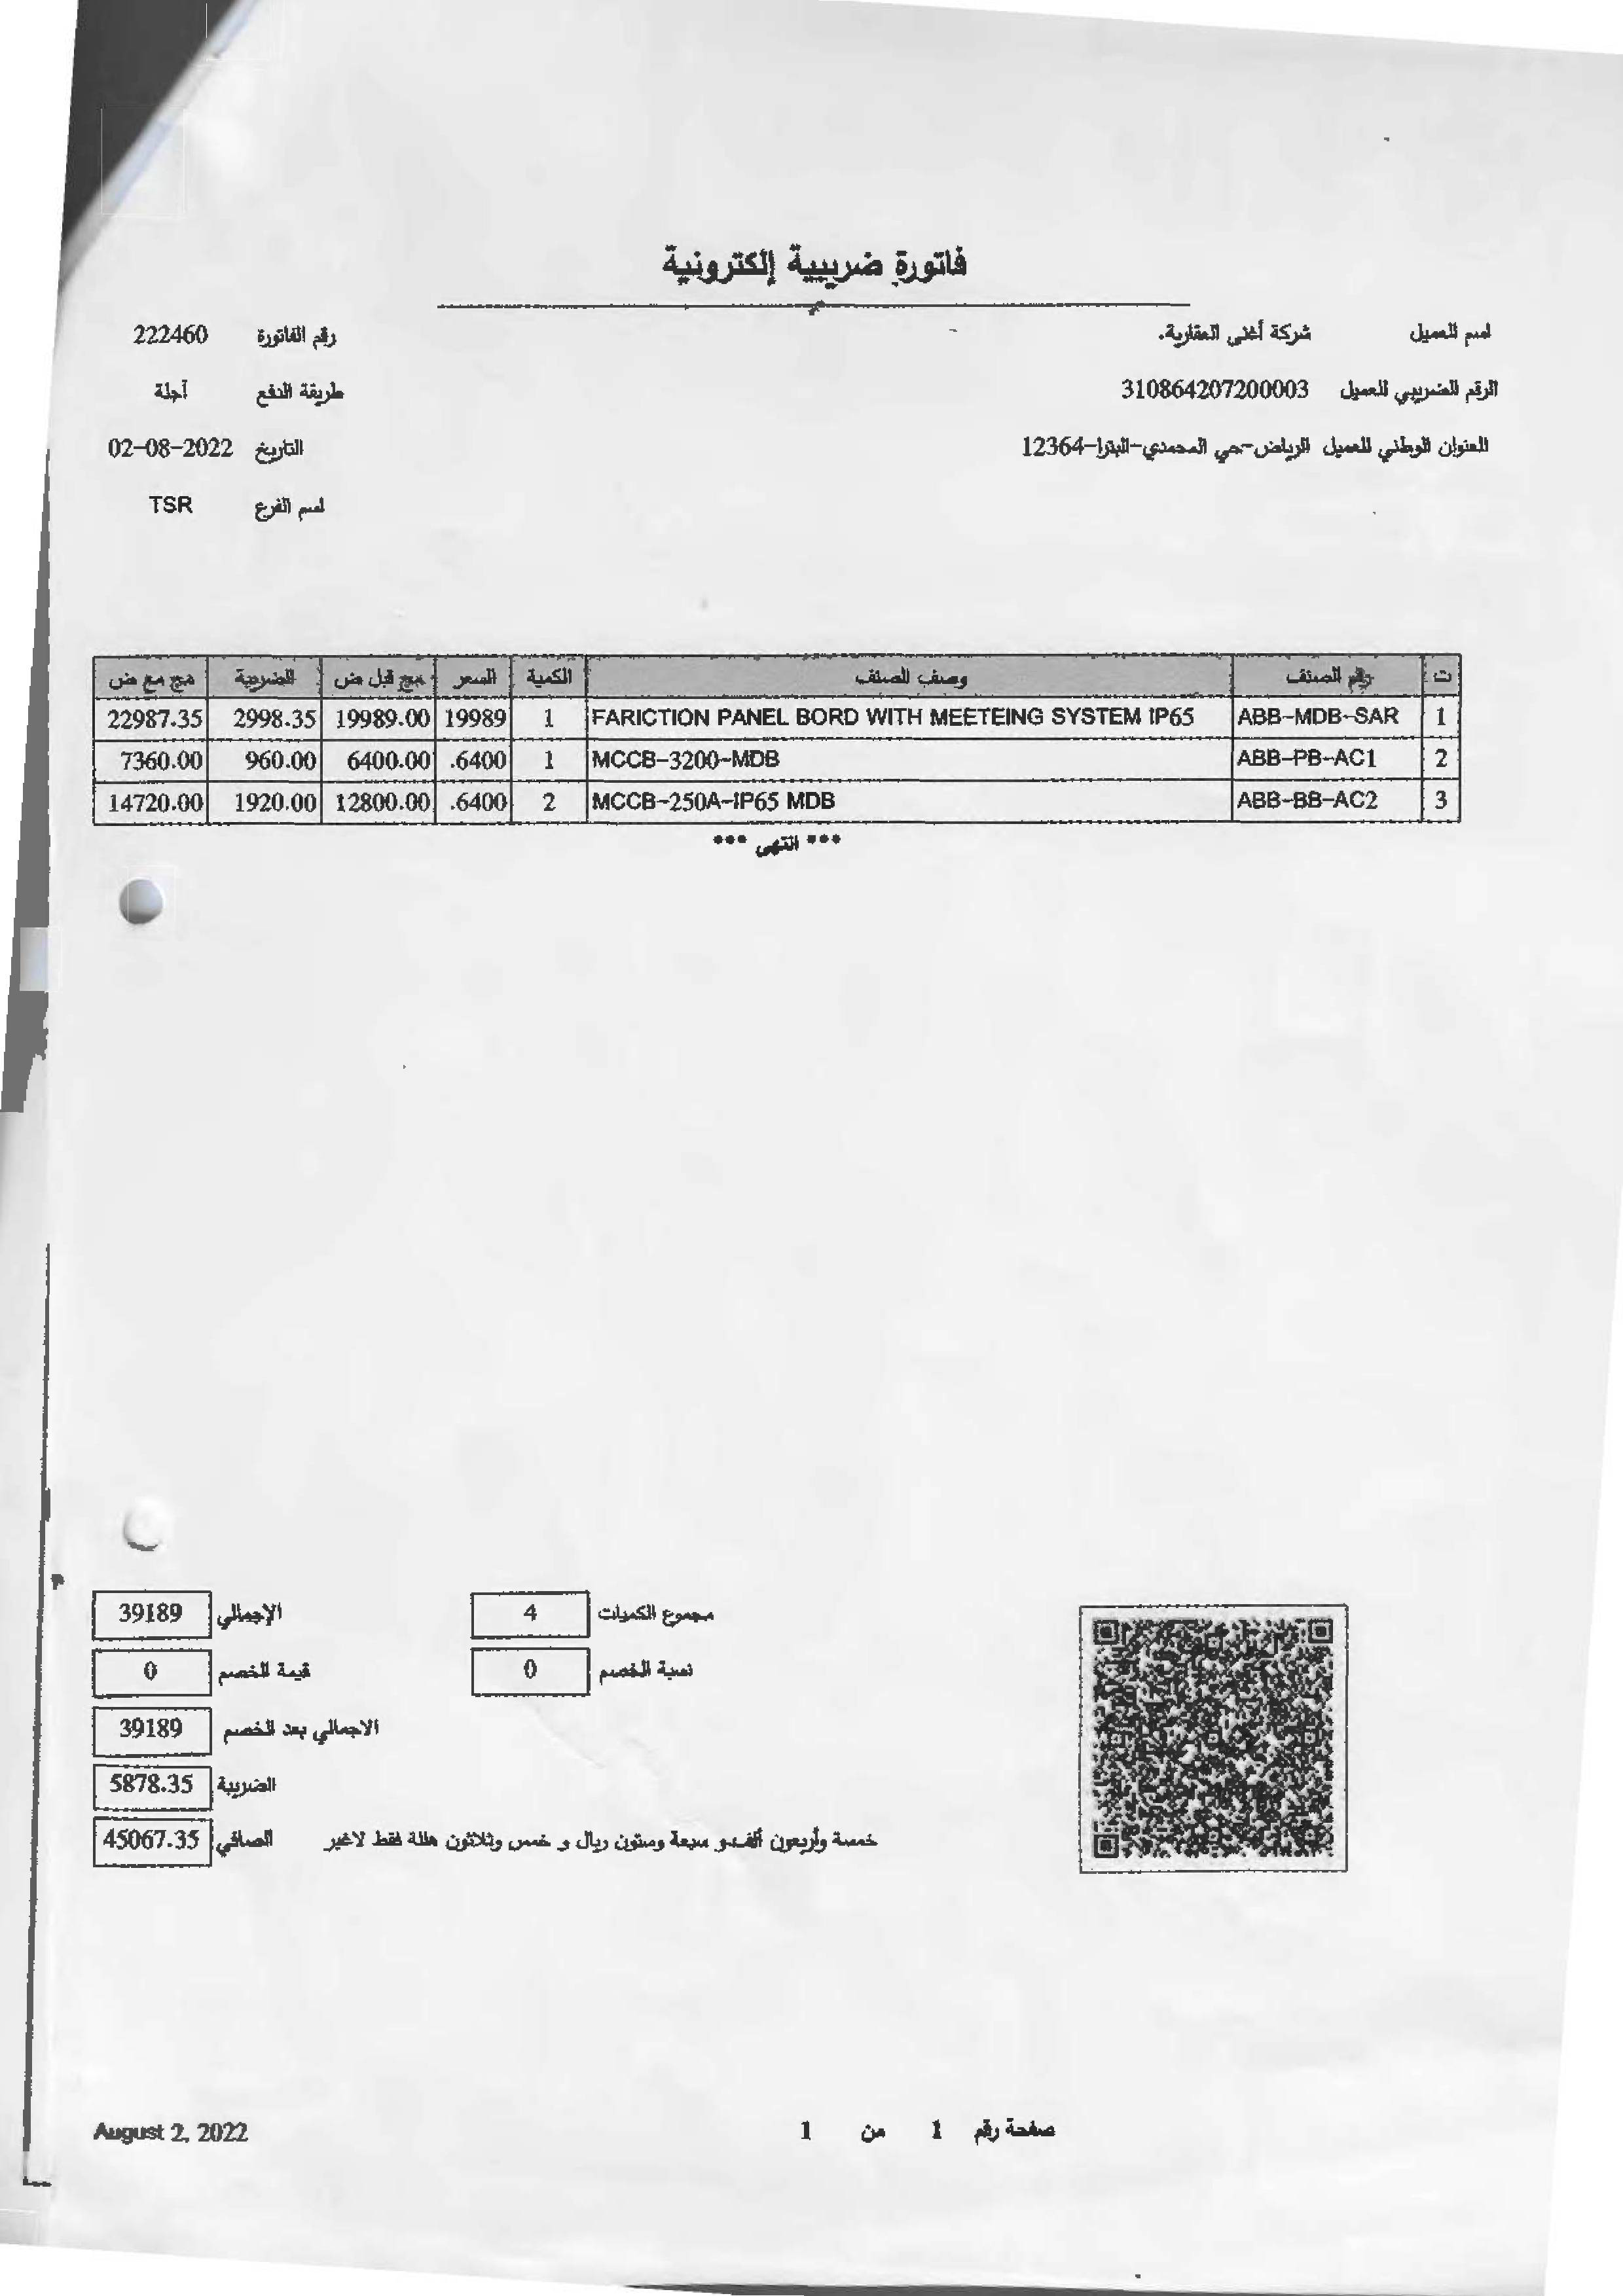 فاتورة ضريبية إلكترونية
اسم العميل شركة أغنى العقارية. رقم الفاتورة 222460
الرقم الضريبي للعميل 310864207200003 طريقة الدفع آجلة
العنوان الوطني للعميل الرياض-حي المحمدي-البترا-12364 التاريخ 02-08-2022
اسم الفرع TSR
ت رقم الصنف وصف الصنف الكمية السعر مج قبل ض الضريبة مج مع ض
1 ABB-MDB-SAR FARICTION PANEL BORD WITH MEETEING SYSTEM IP65 1 19989 19989.00 2998.35 22987.35
2 ABB-PB-AC1 MCCB-3200-MDB 1 6400. 6400.00 960.00 7360.00
3 ABB-BB-AC2 MCCB-250A-IP65 MDB 2 6400. 12800.00 1920.00 14720.00
*** انتهى ***
مجموع الكميات 4 الإجمالي 39189
نسبة الخصم 0 قيمة الخصم 0
الاجمالي بعد الخصم 39189
الضريبة 5878.35
خمسة وأربعون ألف و سبعة وستون ريال و خمس وثلاثون هللة فقط لاغير الصافي 45067.35
صفحة رقم 1 من 1 August 2, 2022